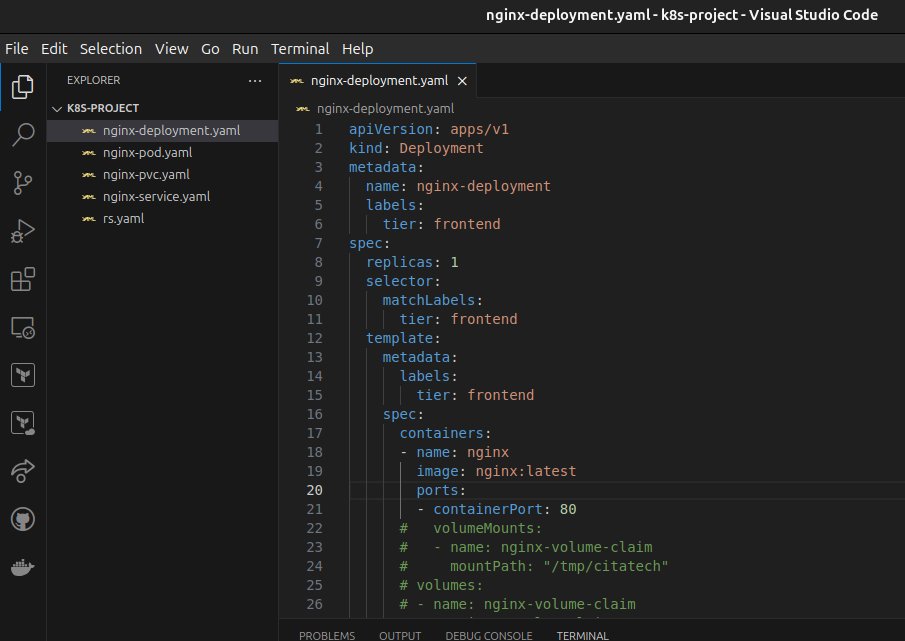 nginx-deployment.yaml - k8s-project - Visual Studio Code
File Edit Selection View Go Run Terminal Help
EXPLORER ...
K8S-PROJECT
nginx-deployment.yaml
nginx-pod.yaml
nginx-pvc.yaml
nginx-service.yaml
rs.yaml
nginx-deployment.yaml
nginx-deployment.yaml
1 apiVersion: apps/v1
2 kind: Deployment
3 metadata:
4   name: nginx-deployment
5   labels:
6     tier: frontend
7 spec:
8   replicas: 1
9   selector:
10     matchLabels:
11       tier: frontend
12   template:
13     metadata:
14       labels:
15         tier: frontend
16     spec:
17       containers:
18       - name: nginx
19         image: nginx:latest
20         ports:
21         - containerPort: 80
22       #   volumeMounts:
23       #   - name: nginx-volume-claim
24       #     mountPath: "/tmp/citatech"
25       # volumes:
26       # - name: nginx-volume-claim
PROBLEMS OUTPUT DEBUG CONSOLE TERMINAL